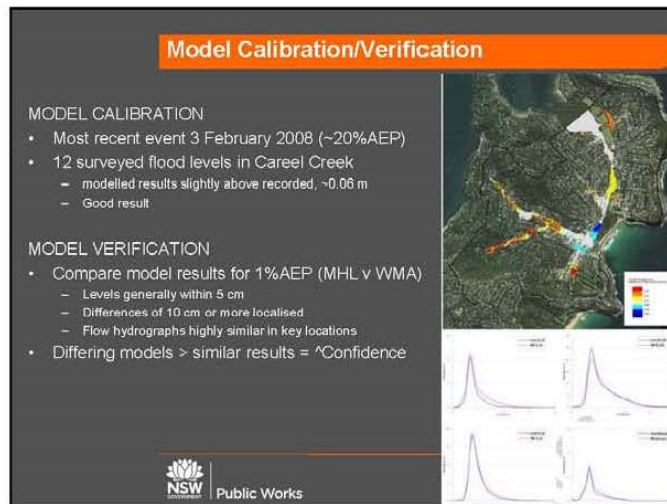 Model Calibration/Verification
MODEL CALIBRATION
• Most recent event 3 February 2008 (~20%AEP)
• 12 surveyed flood levels in Careel Creek
– modelled results slightly above recorded, ~0.06 m
– Good result
MODEL VERIFICATION
• Compare model results for 1%AEP (MHL v WMA)
– Levels generally within 5 cm
– Differences of 10 cm or more localised
– Flow hydrographs highly similar in key locations
• Differing models > similar results = ^Confidence
NSW
GOVERNMENT
Public Works